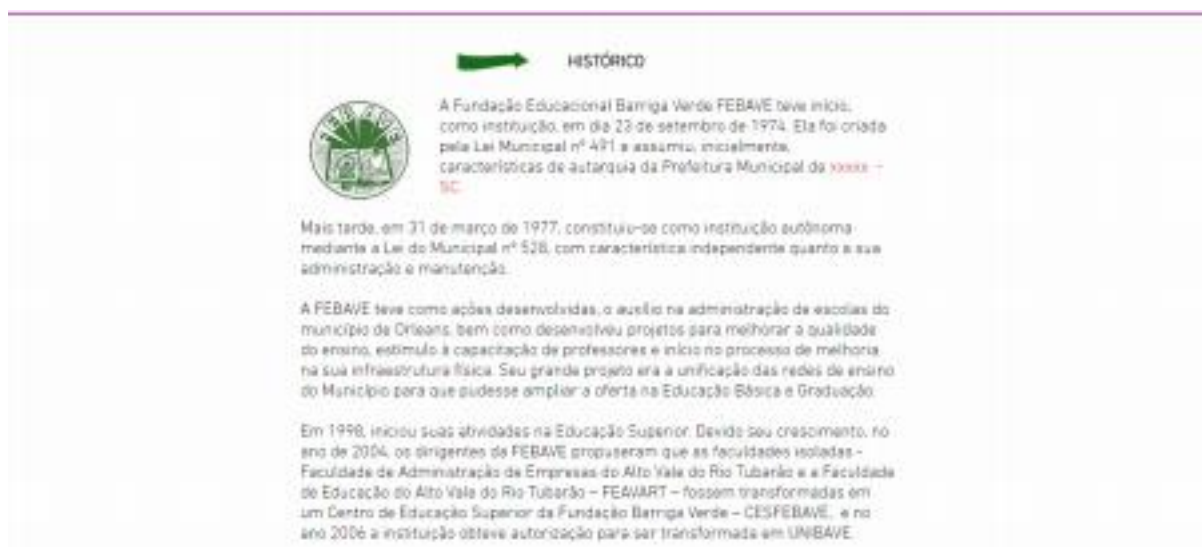 HISTÓRICO
A Fundação Educacional Barriga Verde FEBAVE teve início,
como instituição, em dia 23 de setembro de 1974. Ela foi criada
pela Lei Municipal nº 491 e assumiu, inicialmente,
características de autarquia da Prefeitura Municipal de xxxxx –
SC.
Mais tarde, em 31 de março de 1977, constituiu-se como instituição autônoma
mediante a Lei do Municipal nº 528, com característica independente quanto a sua
administração e manutenção.
A FEBAVE teve como ações desenvolvidas, o auxílio na administração de escolas do
município de Orleans, bem como desenvolveu projetos para melhorar a qualidade
do ensino, estímulo à capacitação de professores e início no processo de melhoria
na sua infraestrutura física. Seu grande projeto era a unificação das redes de ensino
do Município para que pudesse ampliar a oferta na Educação Básica e Graduação.
Em 1998, iniciou suas atividades na Educação Superior. Devido seu crescimento, no
ano de 2004, os dirigentes da FEBAVE propuseram que as faculdades isoladas -
Faculdade de Administração de Empresas do Alto Vale do Rio Tubarão e a Faculdade
de Educação do Alto Vale do Rio Tubarão – FEAVART – fossem transformadas em
um Centro de Educação Superior da Fundação Barriga Verde – CESFEBAVE, e no
ano 2006 a instituição obteve autorização para ser transformada em UNIBAVE.